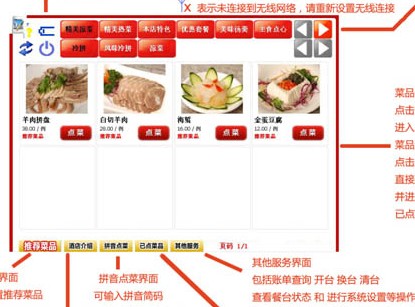 X 表示未连接到无线网络，请重新设置无线连接
精美凉菜 精美热菜 本店特色 优惠套餐 美味汤煲 主食点心
冷拼 风味冷拼 凉菜
羊肉拼盘
38.00 / 例
推荐菜品
点菜
白切羊肉
28.00 / 例
推荐菜品
点菜
海蜇
16.00 / 例
推荐菜品
点菜
金张豆腐
12.00 / 例
推荐菜品
点菜
菜品
点击
进入
菜品
点击
直接
并进
已点
推荐菜品 酒店介绍 拼音点菜 已点菜品 其他服务 页码 1/1
界面
推荐菜品
拼音点菜界面
可输入拼音简码
其他服务界面
包括账单查询 开台 换台 清台
查看餐台状态 和 进行系统设置等操作